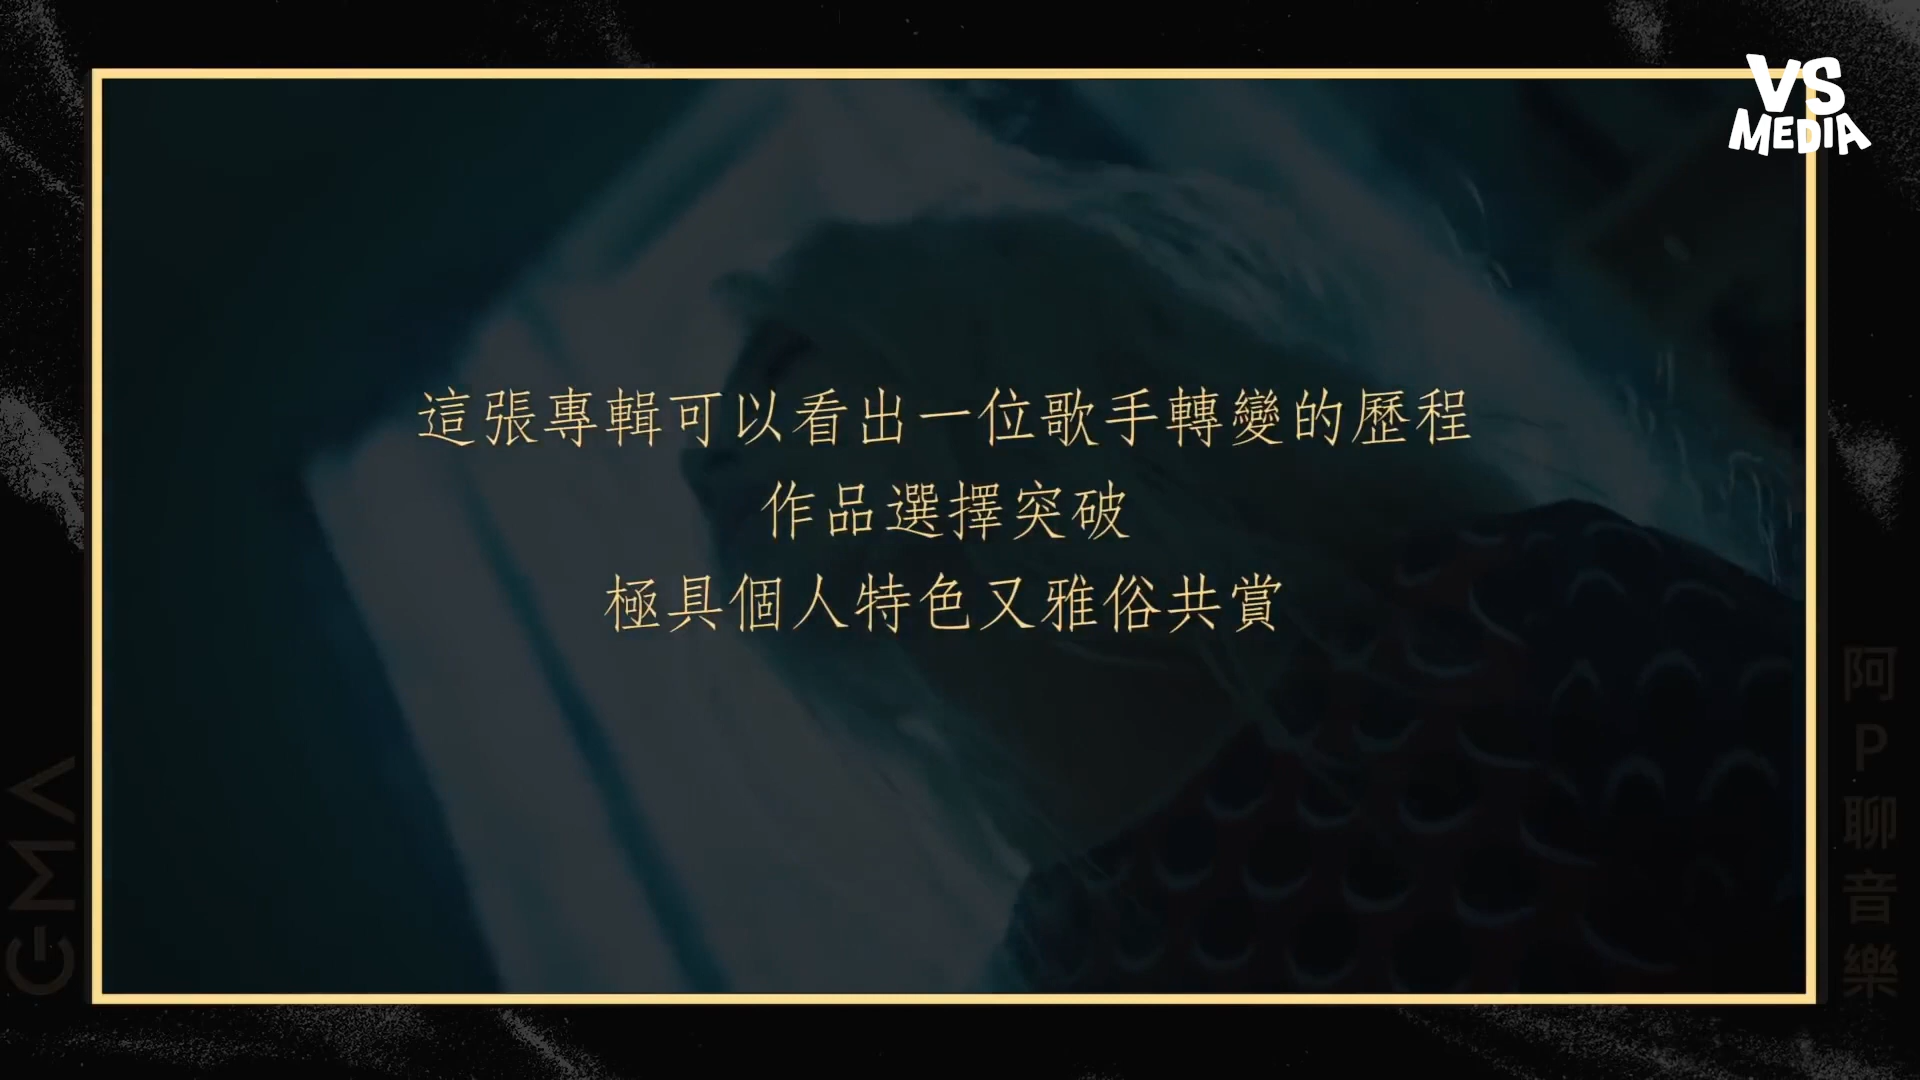 VS
MEDIA
這張專輯可以看出一位歌手轉變的歷程
作品選擇突破
極具個人特色又雅俗共賞
GMA
阿P聊音樂